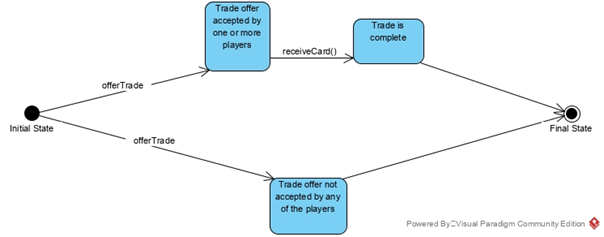 Trade offer
accepted by
one or more
players
Trade is
complete
receiveCard()
offerTrade
Initial State
Final State
offerTrade
Trade offer not
accepted by any
of the players
Powered By Visual Paradigm Community Edition